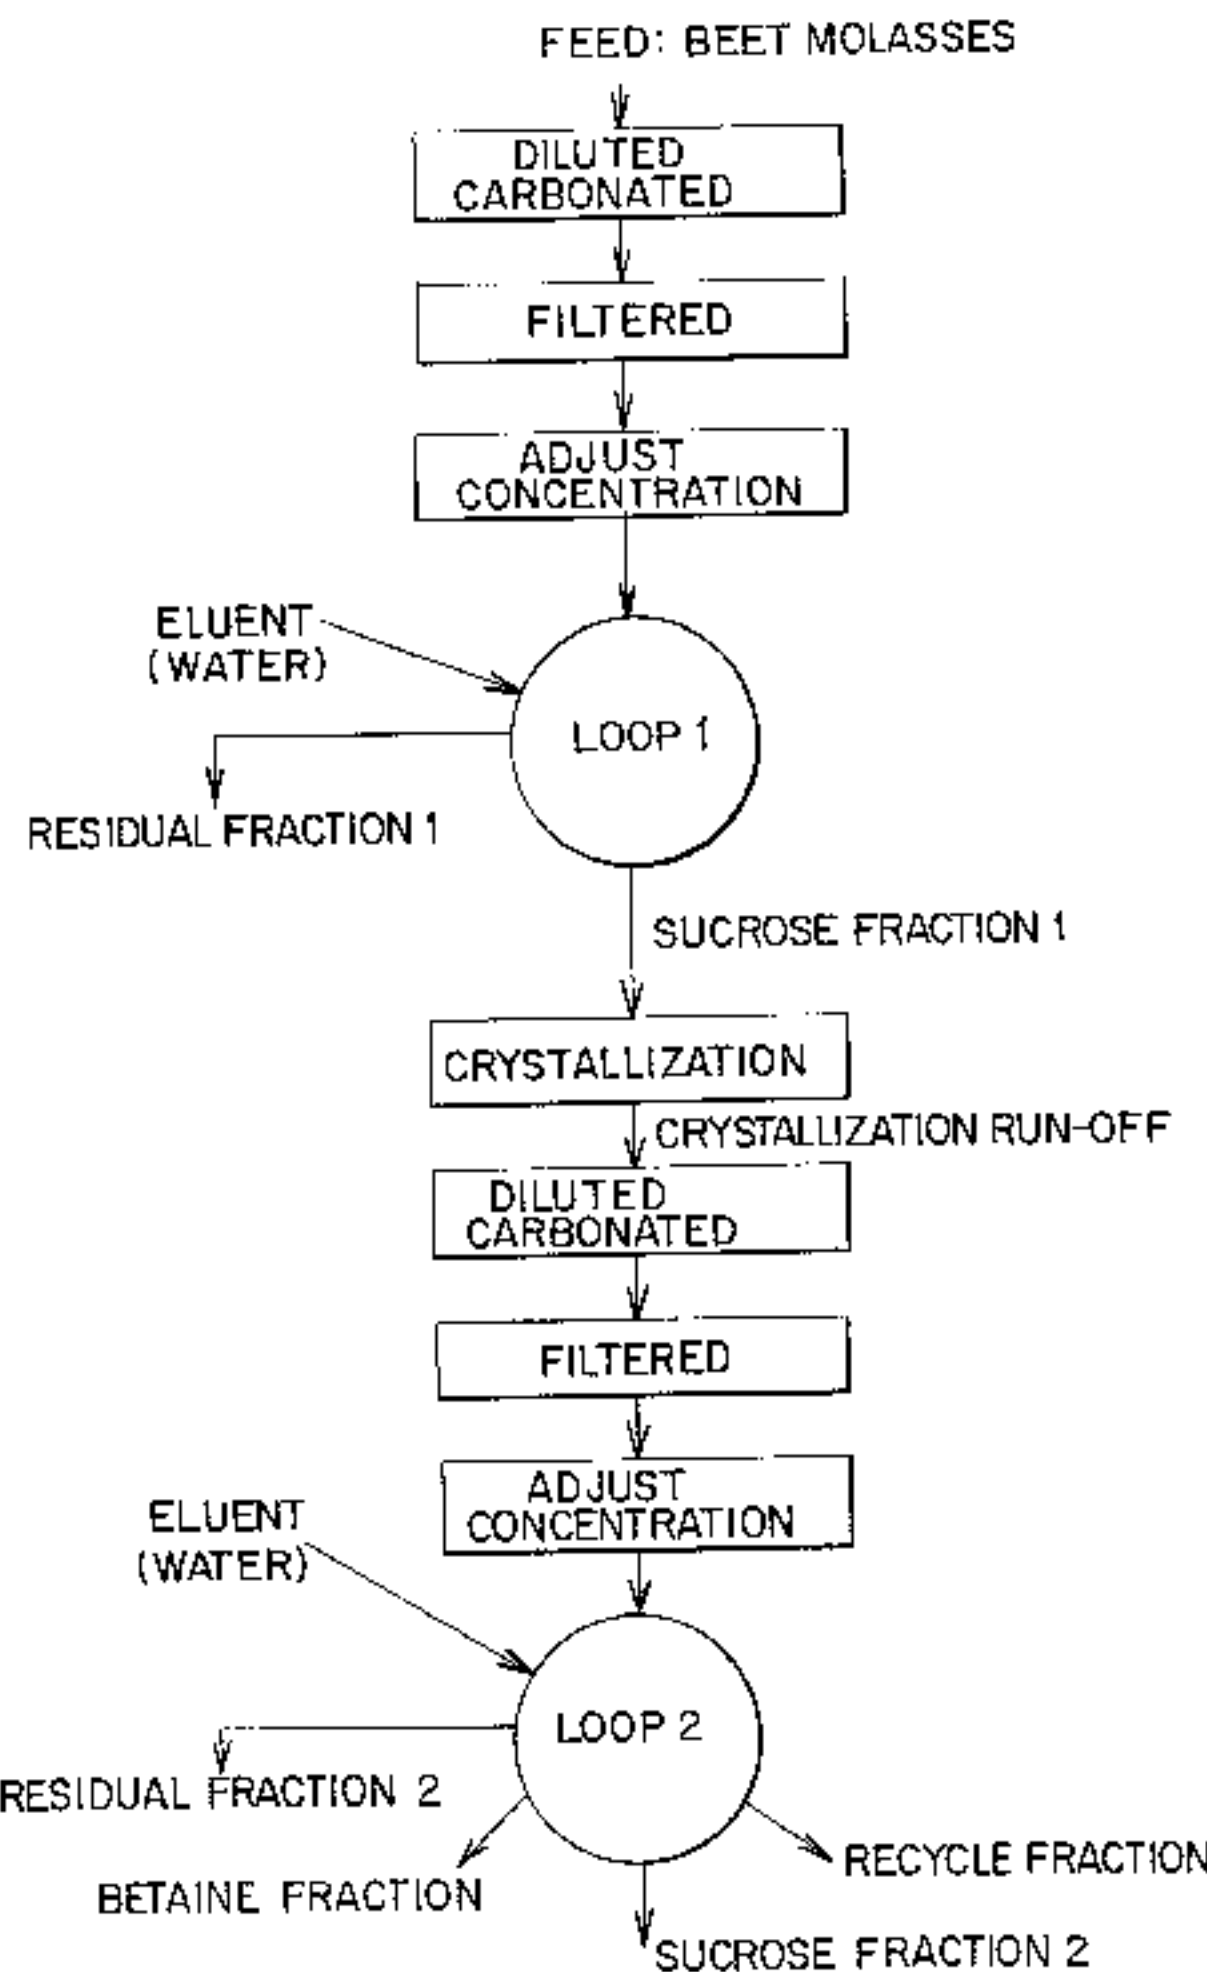 FEED: BEET MOLASSES
DILUTED
CARBONATED
FILTERED
ADJUST
CONCENTRATION
ELUENT
(WATER)
LOOP 1
RESIDUAL FRACTION 1
SUCROSE FRACTION 1
CRYSTALLIZATION
CRYSTALLIZATION RUN-OFF
DILUTED
CARBONATED
FILTERED
ADJUST
CONCENTRATION
ELUENT
(WATER)
LOOP 2
RESIDUAL FRACTION 2
RECYCLE FRACTION
BETAINE FRACTION
SUCROSE FRACTION 2